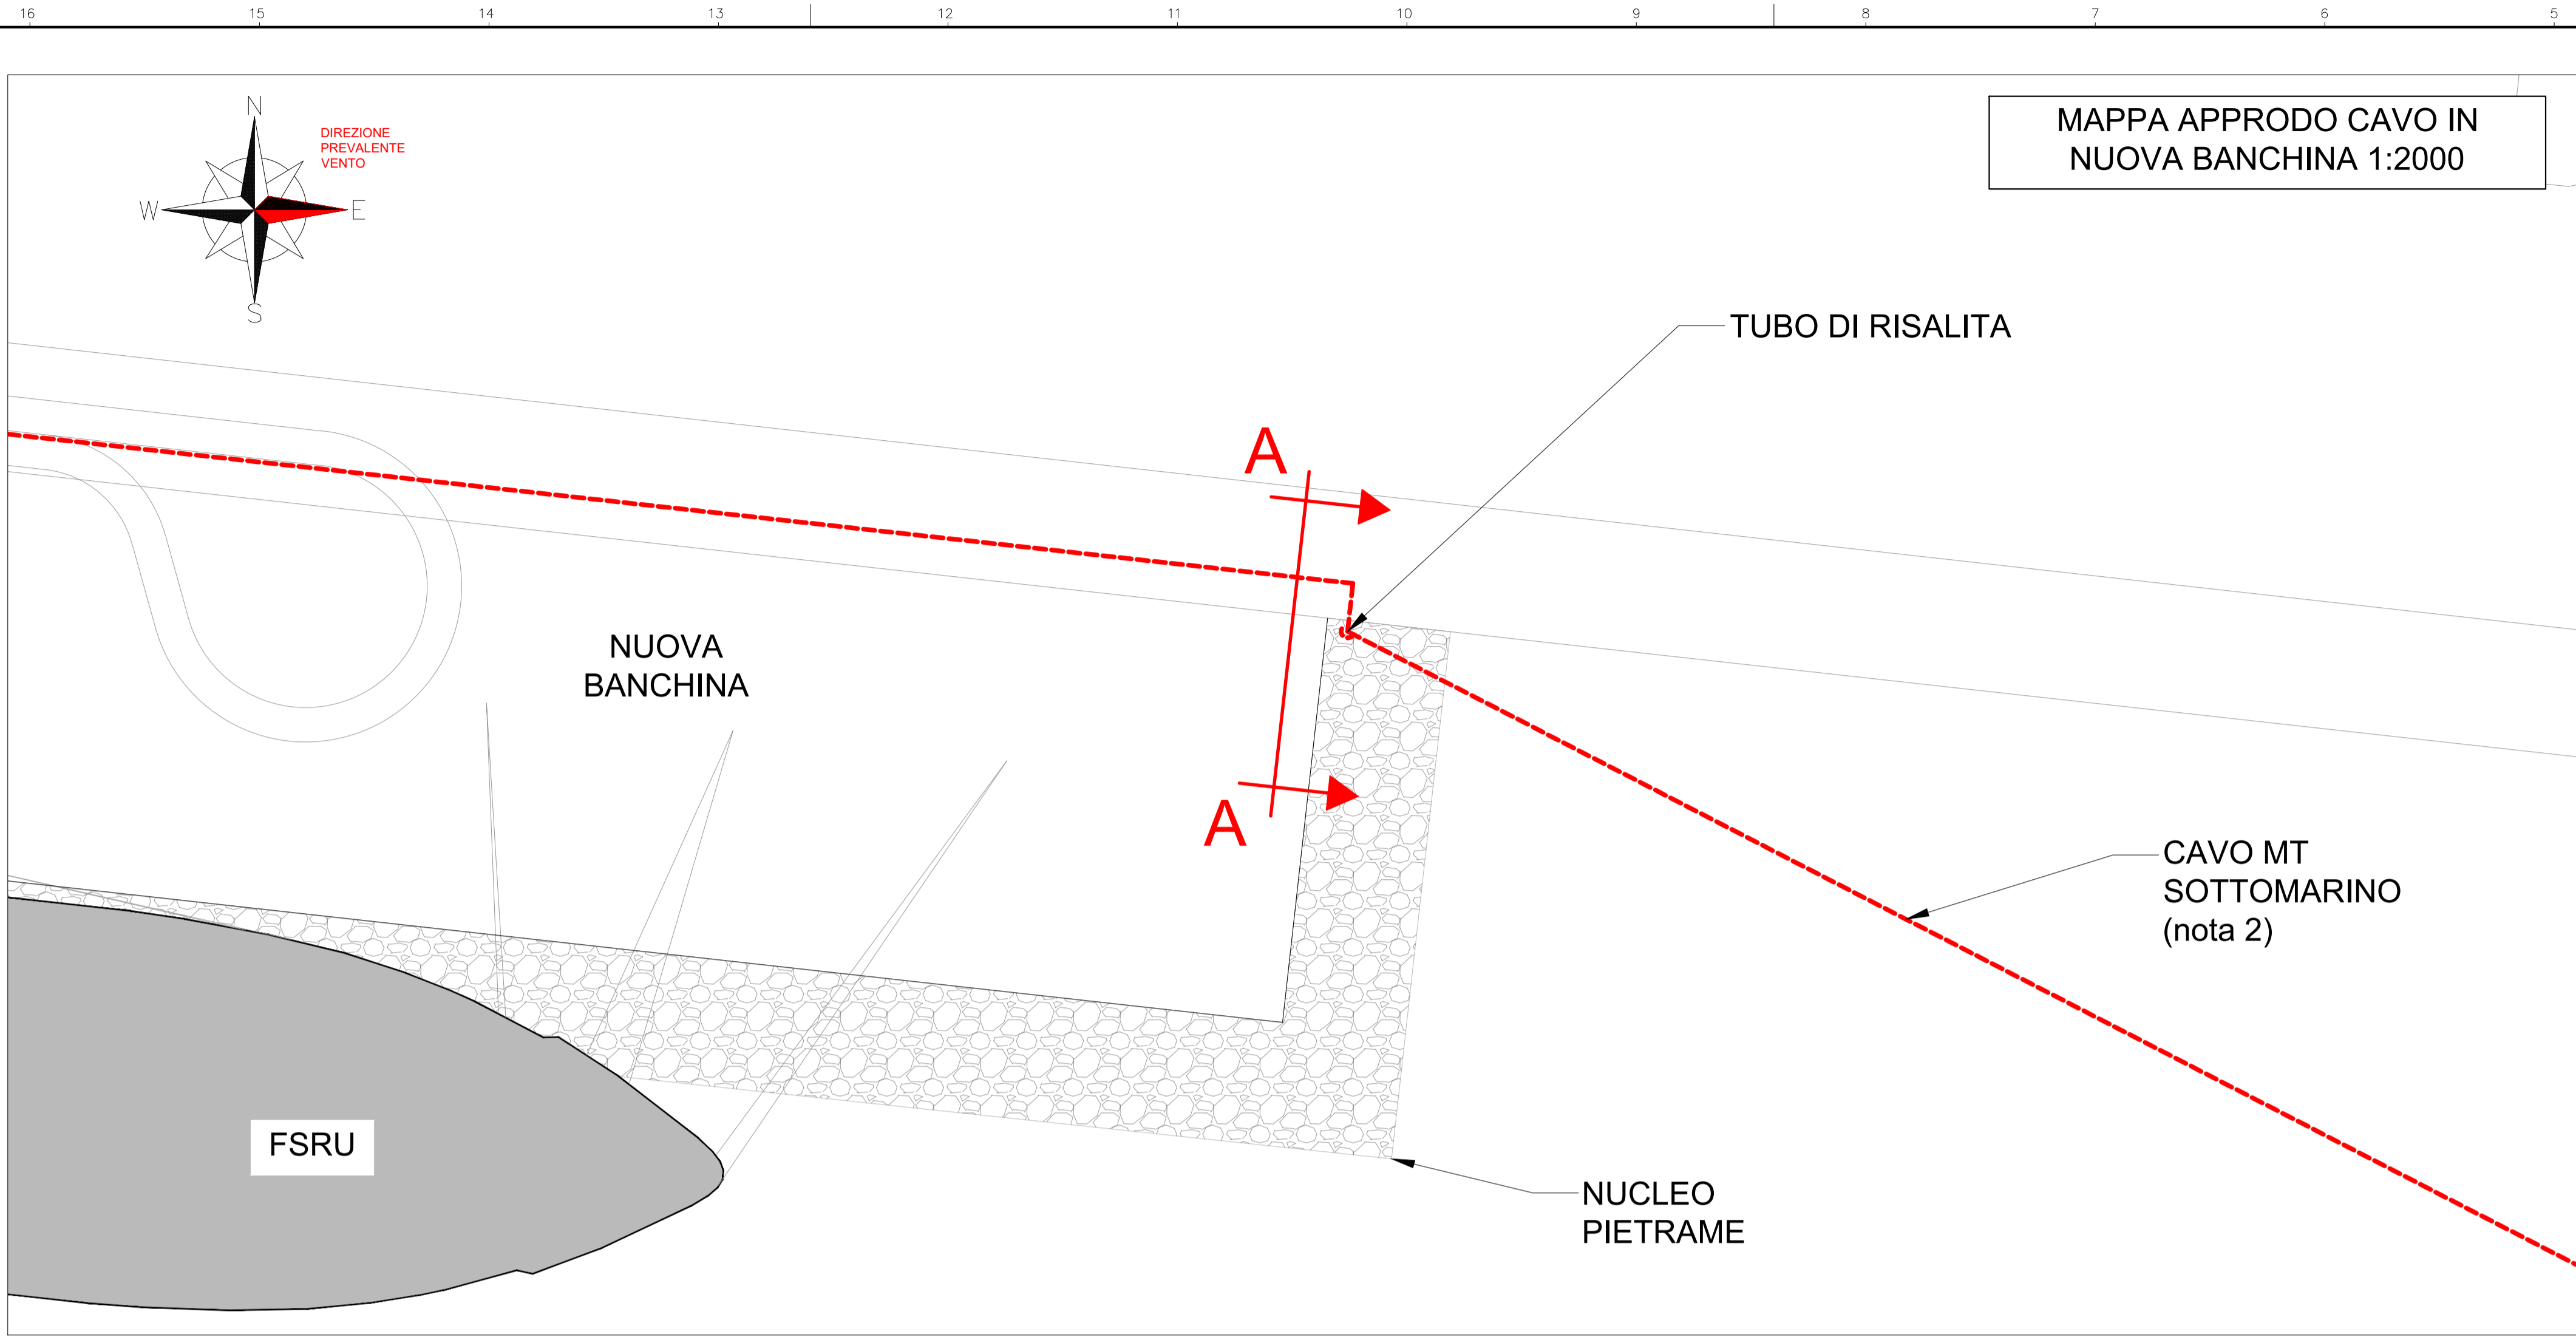 16 15 14 13 12 11 10 9 8 7 6 5
N
DIREZIONE
PREVALENTE
VENTO
W E
S
MAPPA APPRODO CAVO IN
NUOVA BANCHINA 1:2000
TUBO DI RISALITA
A
NUOVA
BANCHINA
A
CAVO MT
SOTTOMARINO
(nota 2)
FSRU
NUCLEO
PIETRAME